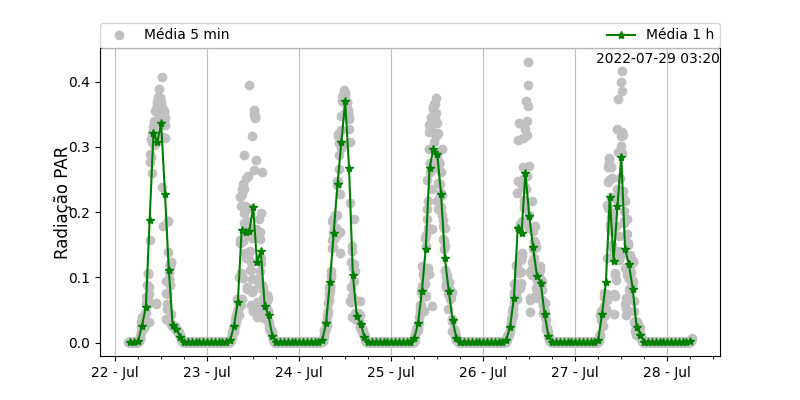 Média 5 min
Média 1 h
2022-07-29 03:20
Radiação PAR
0.4
0.3
0.2
0.1
0.0
22 - Jul
23 - Jul
24 - Jul
25 - Jul
26 - Jul
27 - Jul
28 - Jul